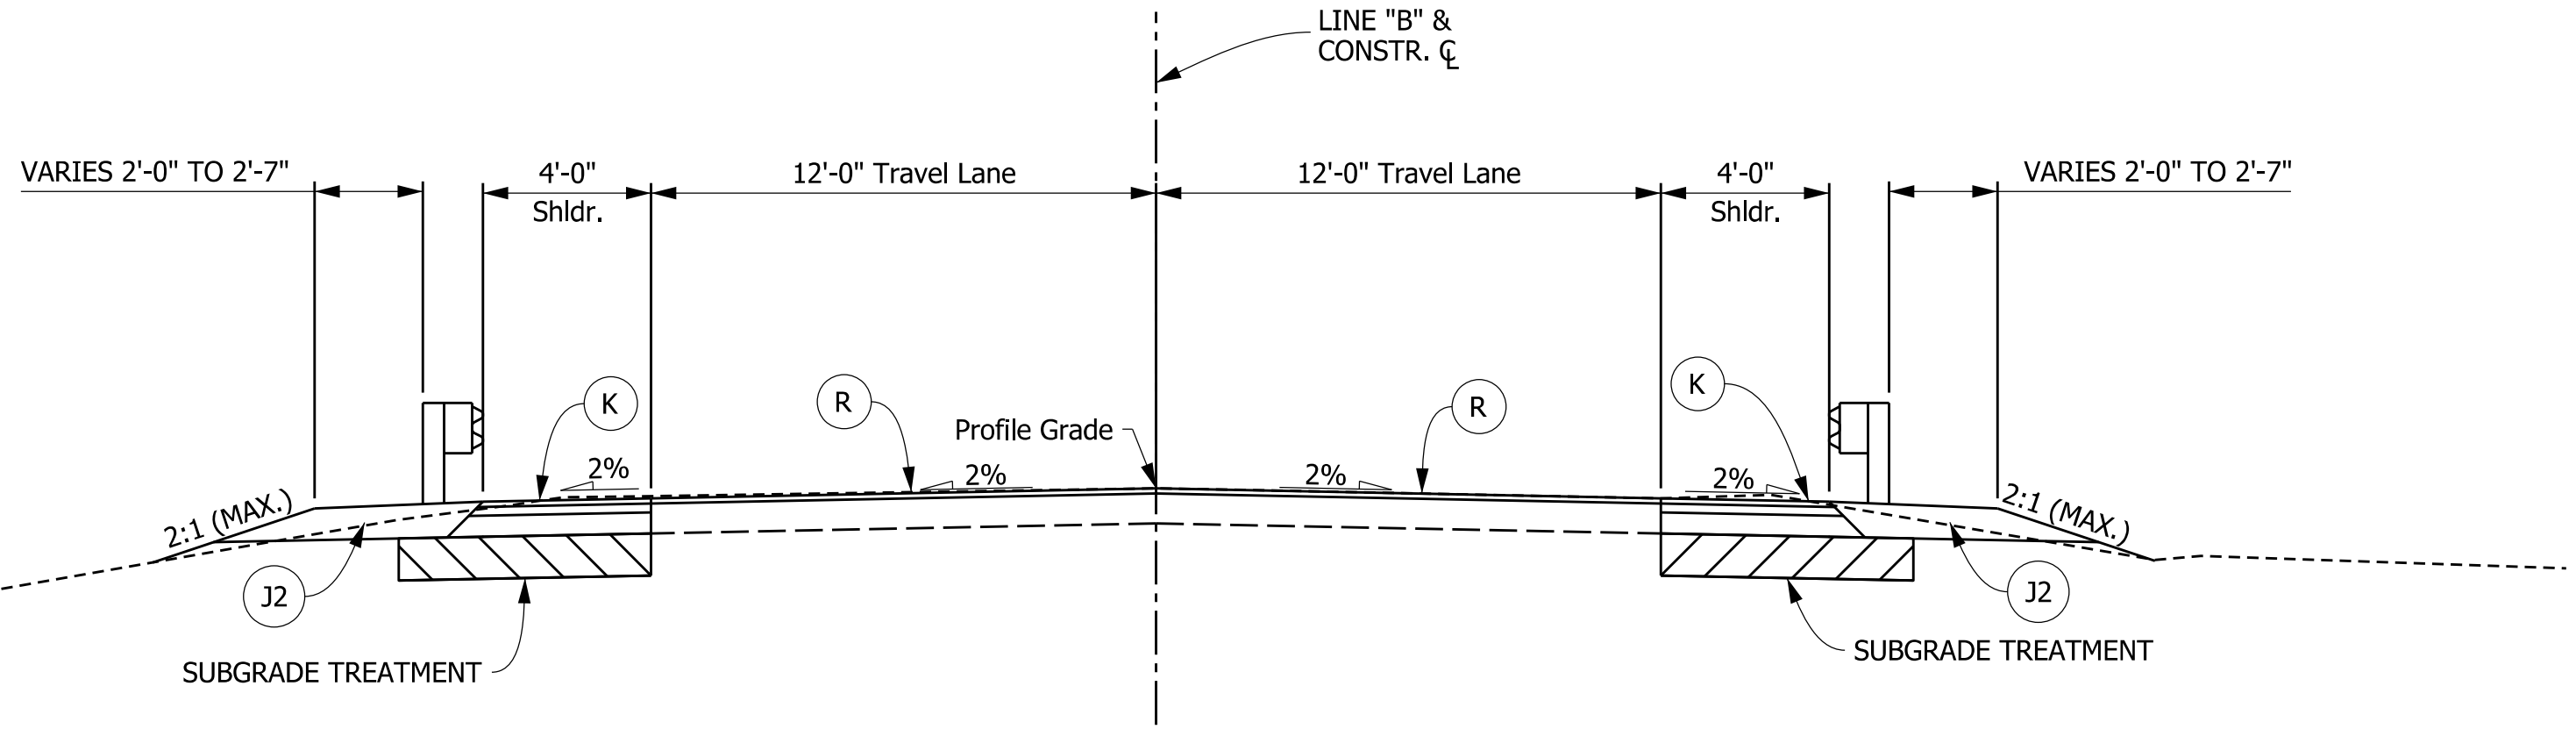 LINE "B" &
CONSTR. ℄
VARIES 2'-0" TO 2'-7"
4'-0"
Shldr.
12'-0" Travel Lane
12'-0" Travel Lane
4'-0"
Shldr.
VARIES 2'-0" TO 2'-7"
K
R
Profile Grade
R
K
2%
2%
2%
2%
2:1 (MAX.)
2:1 (MAX.)
J2
J2
SUBGRADE TREATMENT
SUBGRADE TREATMENT